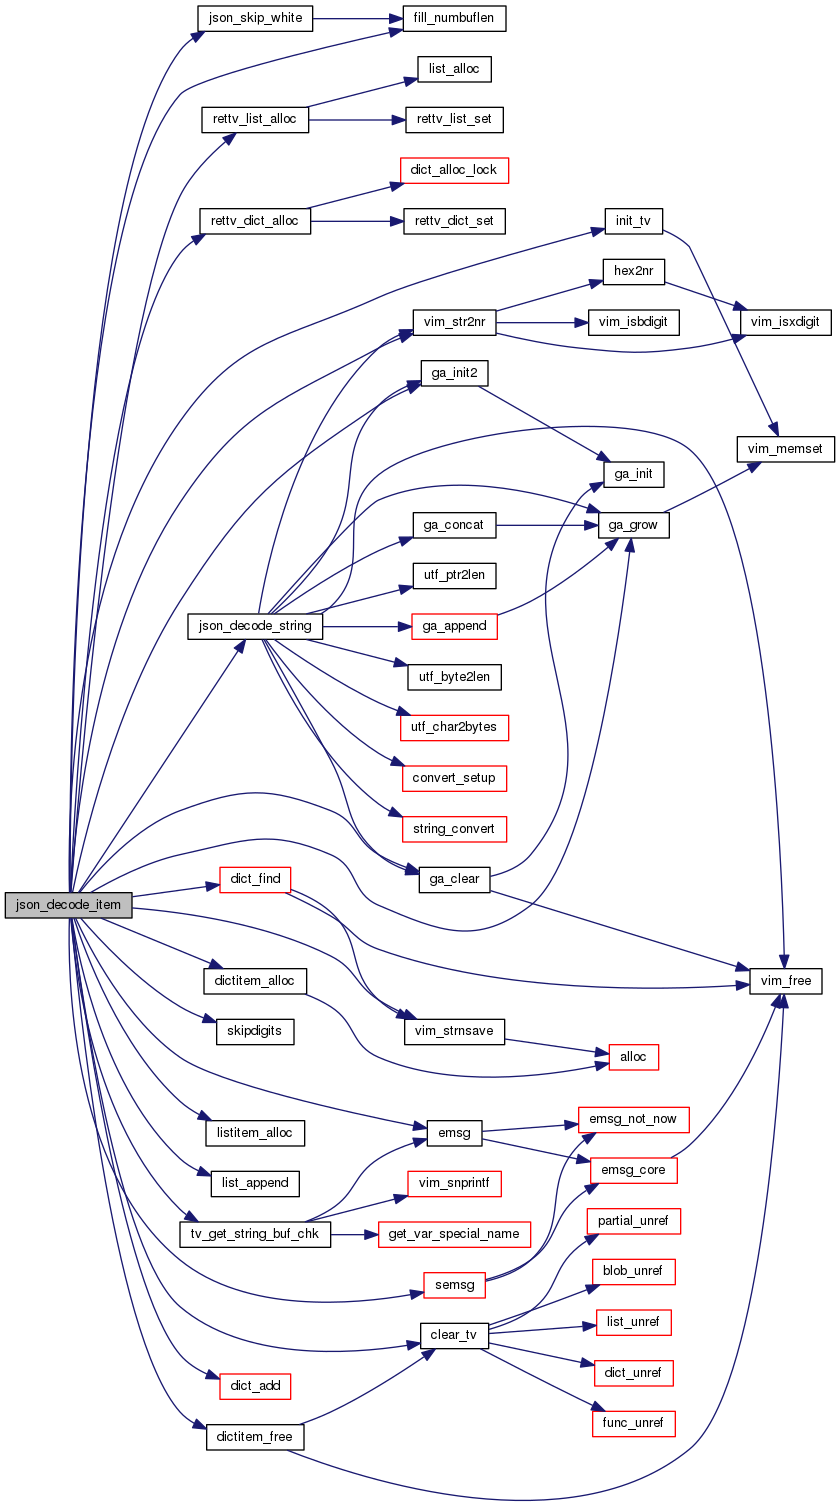 json_skip_white
fill_numbuflen
list_alloc
rettv_list_alloc
rettv_list_set
dict_alloc_lock
rettv_dict_alloc
rettv_dict_set
init_tv
hex2nr
vim_str2nr
vim_isbdigit
vim_isxdigit
ga_init2
vim_memset
ga_init
ga_concat
ga_grow
utf_ptr2len
json_decode_string
ga_append
utf_byte2len
utf_char2bytes
convert_setup
string_convert
dict_find
ga_clear
json_decode_item
dictitem_alloc
vim_free
skipdigits
vim_strnsave
alloc
listitem_alloc
emsg
emsg_not_now
list_append
vim_snprintf
emsg_core
tv_get_string_buf_chk
get_var_special_name
partial_unref
semsg
blob_unref
list_unref
clear_tv
dict_unref
dict_add
func_unref
dictitem_free